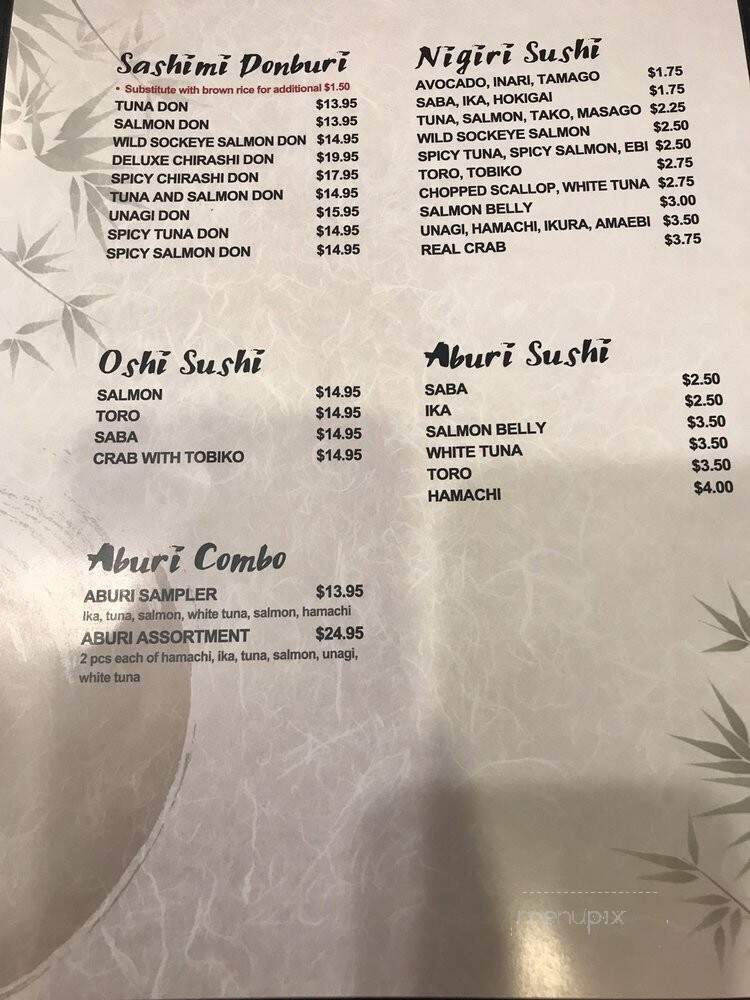 Sashimi Donburi
• Substitute with brown rice for additional $1.50
TUNA DON $13.95
SALMON DON $13.95
WILD SOCKEYE SALMON DON $14.95
DELUXE CHIRASHI DON $19.95
SPICY CHIRASHI DON $17.95
TUNA AND SALMON DON $14.95
UNAGI DON $15.95
SPICY TUNA DON $14.95
SPICY SALMON DON $14.95
Nigiri Sushi
AVOCADO, INARI, TAMAGO $1.75
SABA, IKA, HOKIGAI $1.75
TUNA, SALMON, TAKO, MASAGO $2.25
WILD SOCKEYE SALMON $2.50
SPICY TUNA, SPICY SALMON, EBI $2.50
TORO, TOBIKO $2.75
CHOPPED SCALLOP, WHITE TUNA $2.75
SALMON BELLY $3.00
UNAGI, HAMACHI, IKURA, AMAEBI $3.50
REAL CRAB $3.75
Oshi Sushi
SALMON $14.95
TORO $14.95
SABA $14.95
CRAB WITH TOBIKO $14.95
Aburi Sushi
SABA $2.50
IKA $2.50
SALMON BELLY $3.50
WHITE TUNA $3.50
TORO $3.50
HAMACHI $4.00
Aburi Combo
ABURI SAMPLER $13.95
Ika, tuna, salmon, white tuna, salmon, hamachi
ABURI ASSORTMENT $24.95
2 pcs each of hamachi, ika, tuna, salmon, unagi,
white tuna
menupix